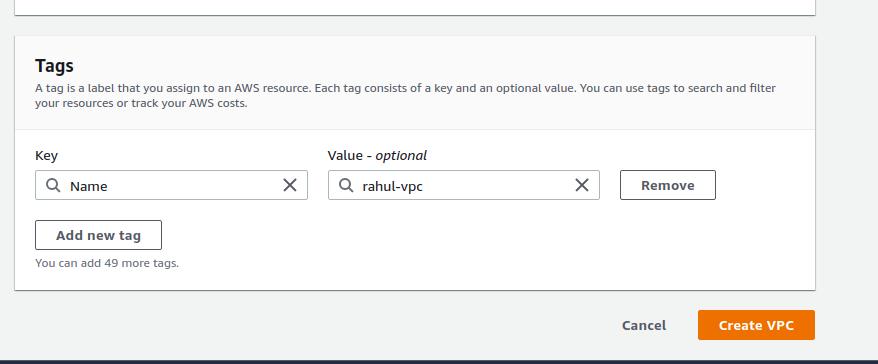 Tags
A tag is a label that you assign to an AWS resource. Each tag consists of a key and an optional value. You can use tags to search and filter
your resources or track your AWS costs.
Key
Value - optional
Name
rahul-vpc
Remove
Add new tag
You can add 49 more tags.
Cancel
Create VPC